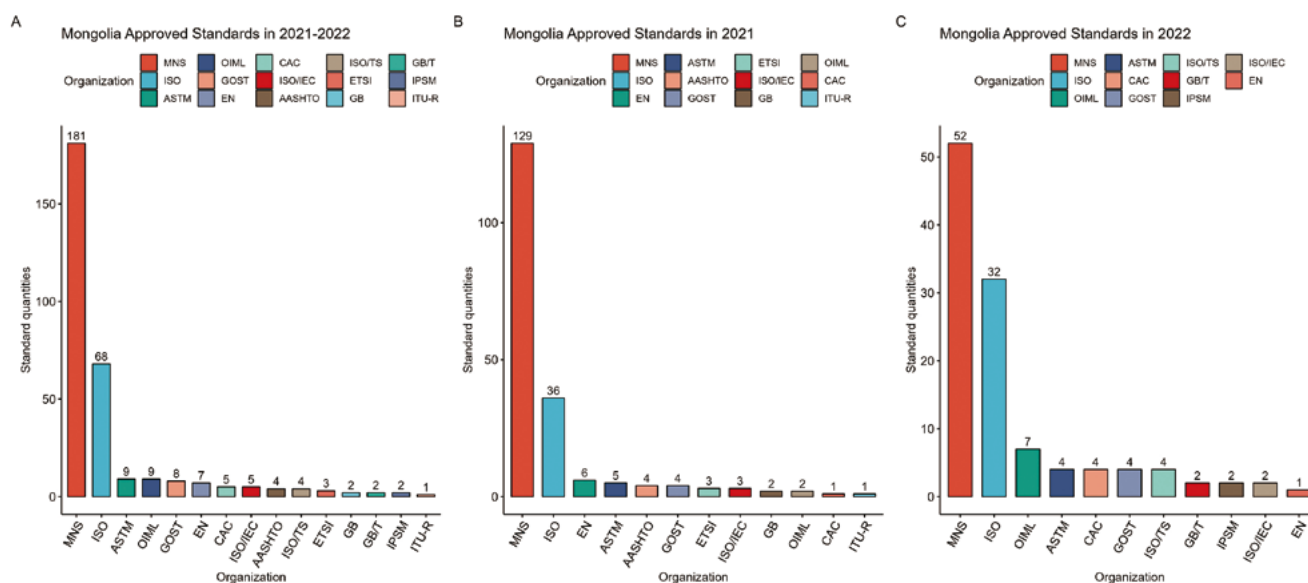 A
Mongolia Approved Standards in 2021-2022
Organization
MNS OIML CAC ISO/TS GB/T
ISO GOST ISO/IEC ETSI IPSM
ASTM EN AASHTO GB ITU-R
Standard quantities
150
100
50
0
181
68
9 9 8 7 5 5 4 4 3 2 2 2 1
MNS ISO ASTM OIML GOST EN CAC ISO/IEC AASHTO ISO/TS ETSI GB GB/T IPSM ITU-R
Organization
B
Mongolia Approved Standards in 2021
Organization
MNS ASTM ETSI OIML
ISO AASHTO ISO/IEC CAC
EN GOST GB ITU-R
Standard quantities
100
50
0
129
36
6 5 4 4 3 3 2 2 1 1
MNS ISO EN ASTM AASHTO GOST ETSI ISO/IEC GB OIML CAC ITU-R
Organization
C
Mongolia Approved Standards in 2022
Organization
MNS ASTM ISO/TS ISO/IEC
ISO CAC GB/T EN
OIML GOST IPSM
Standard quantities
50
40
30
20
10
0
52
32
7 4 4 4 4 2 2 2 1
MNS ISO OIML ASTM CAC GOST ISO/TS GB/T IPSM ISO/IEC EN
Organization